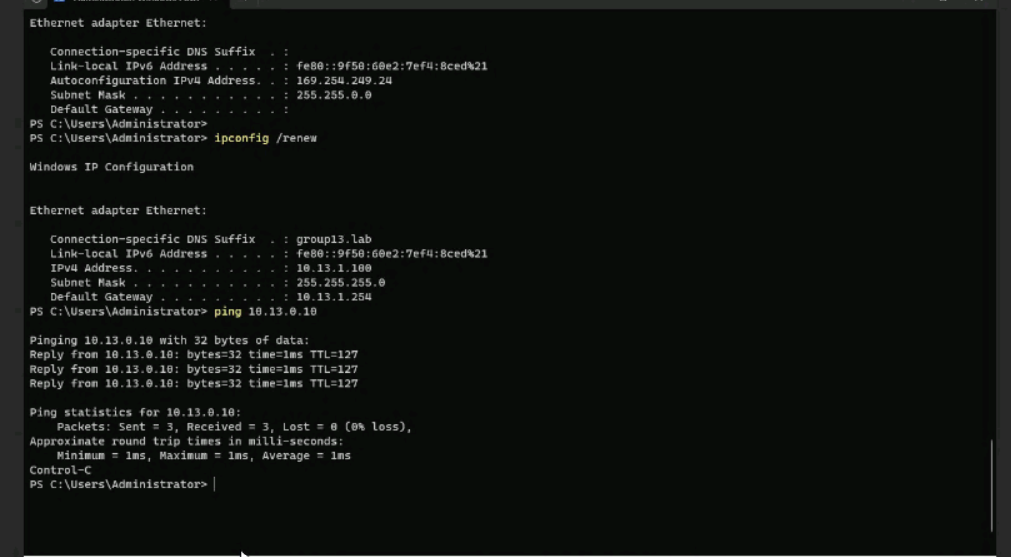 Ethernet adapter Ethernet:
Connection-specific DNS Suffix . :
Link-local IPv6 Address . . . . . : fe80::9f50:60e2:7ef4:8ced%21
Autoconfiguration IPv4 Address. . : 169.254.249.24
Subnet Mask . . . . . . . . . . . : 255.255.0.0
Default Gateway . . . . . . . . . :
PS C:\Users\Administrator>
PS C:\Users\Administrator> ipconfig /renew
Windows IP Configuration
Ethernet adapter Ethernet:
Connection-specific DNS Suffix . : group13.lab
Link-local IPv6 Address . . . . . : fe80::9f50:60e2:7ef4:8ced%21
IPv4 Address. . . . . . . . . . . : 10.13.1.100
Subnet Mask . . . . . . . . . . . : 255.255.255.0
Default Gateway . . . . . . . . . : 10.13.1.254
PS C:\Users\Administrator> ping 10.13.0.10
Pinging 10.13.0.10 with 32 bytes of data:
Reply from 10.13.0.10: bytes=32 time=1ms TTL=127
Reply from 10.13.0.10: bytes=32 time=1ms TTL=127
Reply from 10.13.0.10: bytes=32 time=1ms TTL=127
Ping statistics for 10.13.0.10:
Packets: Sent = 3, Received = 3, Lost = 0 (0% loss),
Approximate round trip times in milli-seconds:
Minimum = 1ms, Maximum = 1ms, Average = 1ms
Control-C
PS C:\Users\Administrator>